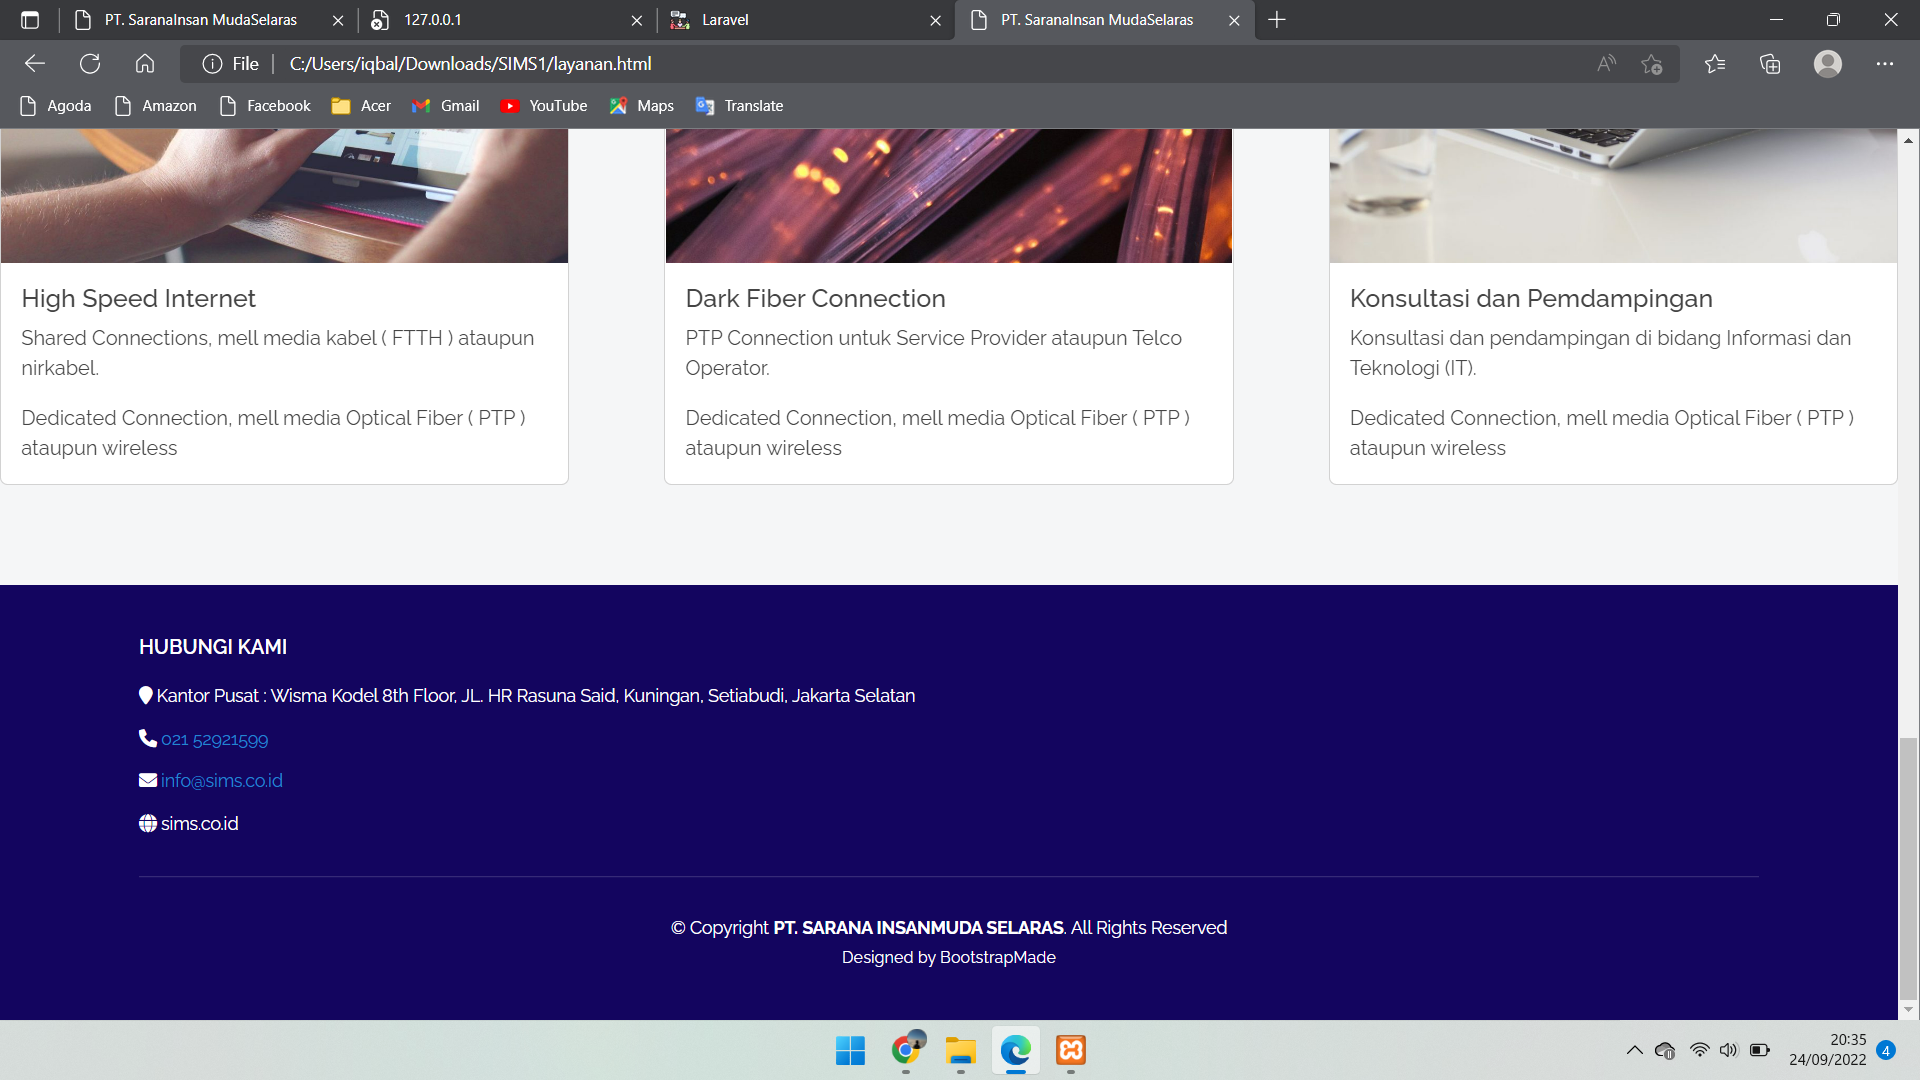 PT. SaranaInsan MudaSelaras
127.0.0.1
Laravel
PT. SaranaInsan MudaSelaras
File
C:/Users/iqbal/Downloads/SIMS1/layanan.html
Agoda
Amazon
Facebook
Acer
Gmail
YouTube
Maps
Translate
High Speed Internet
Shared Connections, mell media kabel ( FTTH ) ataupun
nirkabel.
Dedicated Connection, mell media Optical Fiber ( PTP )
ataupun wireless
Dark Fiber Connection
PTP Connection untuk Service Provider ataupun Telco
Operator.
Dedicated Connection, mell media Optical Fiber ( PTP )
ataupun wireless
Konsultasi dan Pemdampingan
Konsultasi dan pendampingan di bidang Informasi dan
Teknologi (IT).
Dedicated Connection, mell media Optical Fiber ( PTP )
ataupun wireless
HUBUNGI KAMI
Kantor Pusat : Wisma Kodel 8th Floor, JL. HR Rasuna Said, Kuningan, Setiabudi, Jakarta Selatan
021 52921599
info@sims.co.id
sims.co.id
© Copyright PT. SARANA INSANMUDA SELARAS. All Rights Reserved
Designed by BootstrapMade
20:35
24/09/2022
4